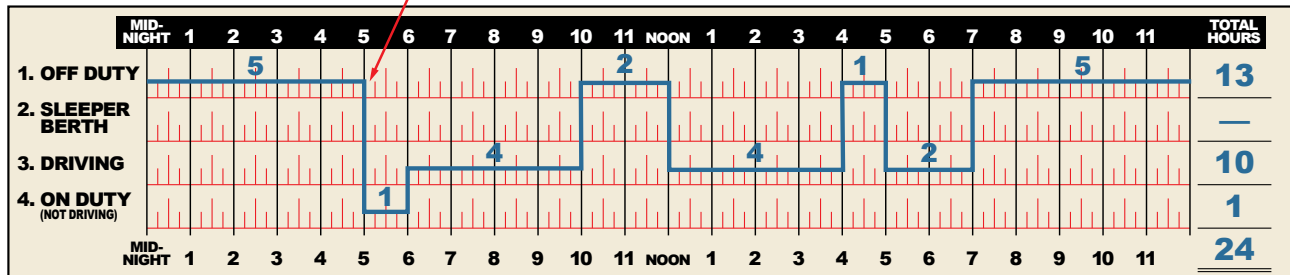 MID-NIGHT 1 2 3 4 5 6 7 8 9 10 11 NOON 1 2 3 4 5 6 7 8 9 10 11 TOTAL HOURS
1. OFF DUTY 5 2 1 5 13
2. SLEEPER BERTH —
3. DRIVING 4 4 2 10
4. ON DUTY (NOT DRIVING) 1 1
MID-NIGHT 1 2 3 4 5 6 7 8 9 10 11 NOON 1 2 3 4 5 6 7 8 9 10 11 24